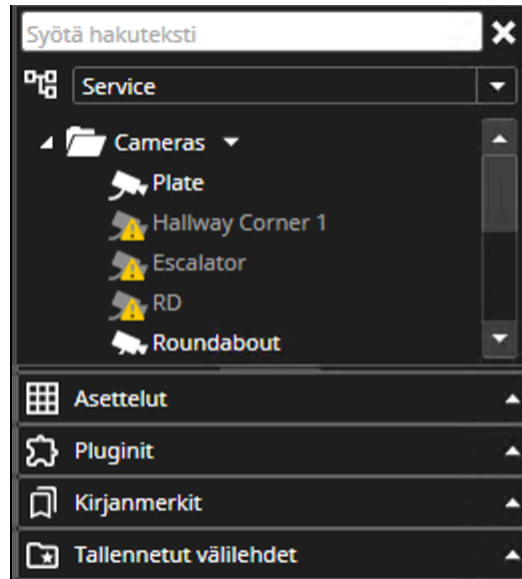 Syötä hakuteksti
Service
Cameras
Plate
Hallway Corner 1
Escalator
RD
Roundabout
Asettelut
Pluginit
Kirjanmerkit
Tallennetut välilehdet